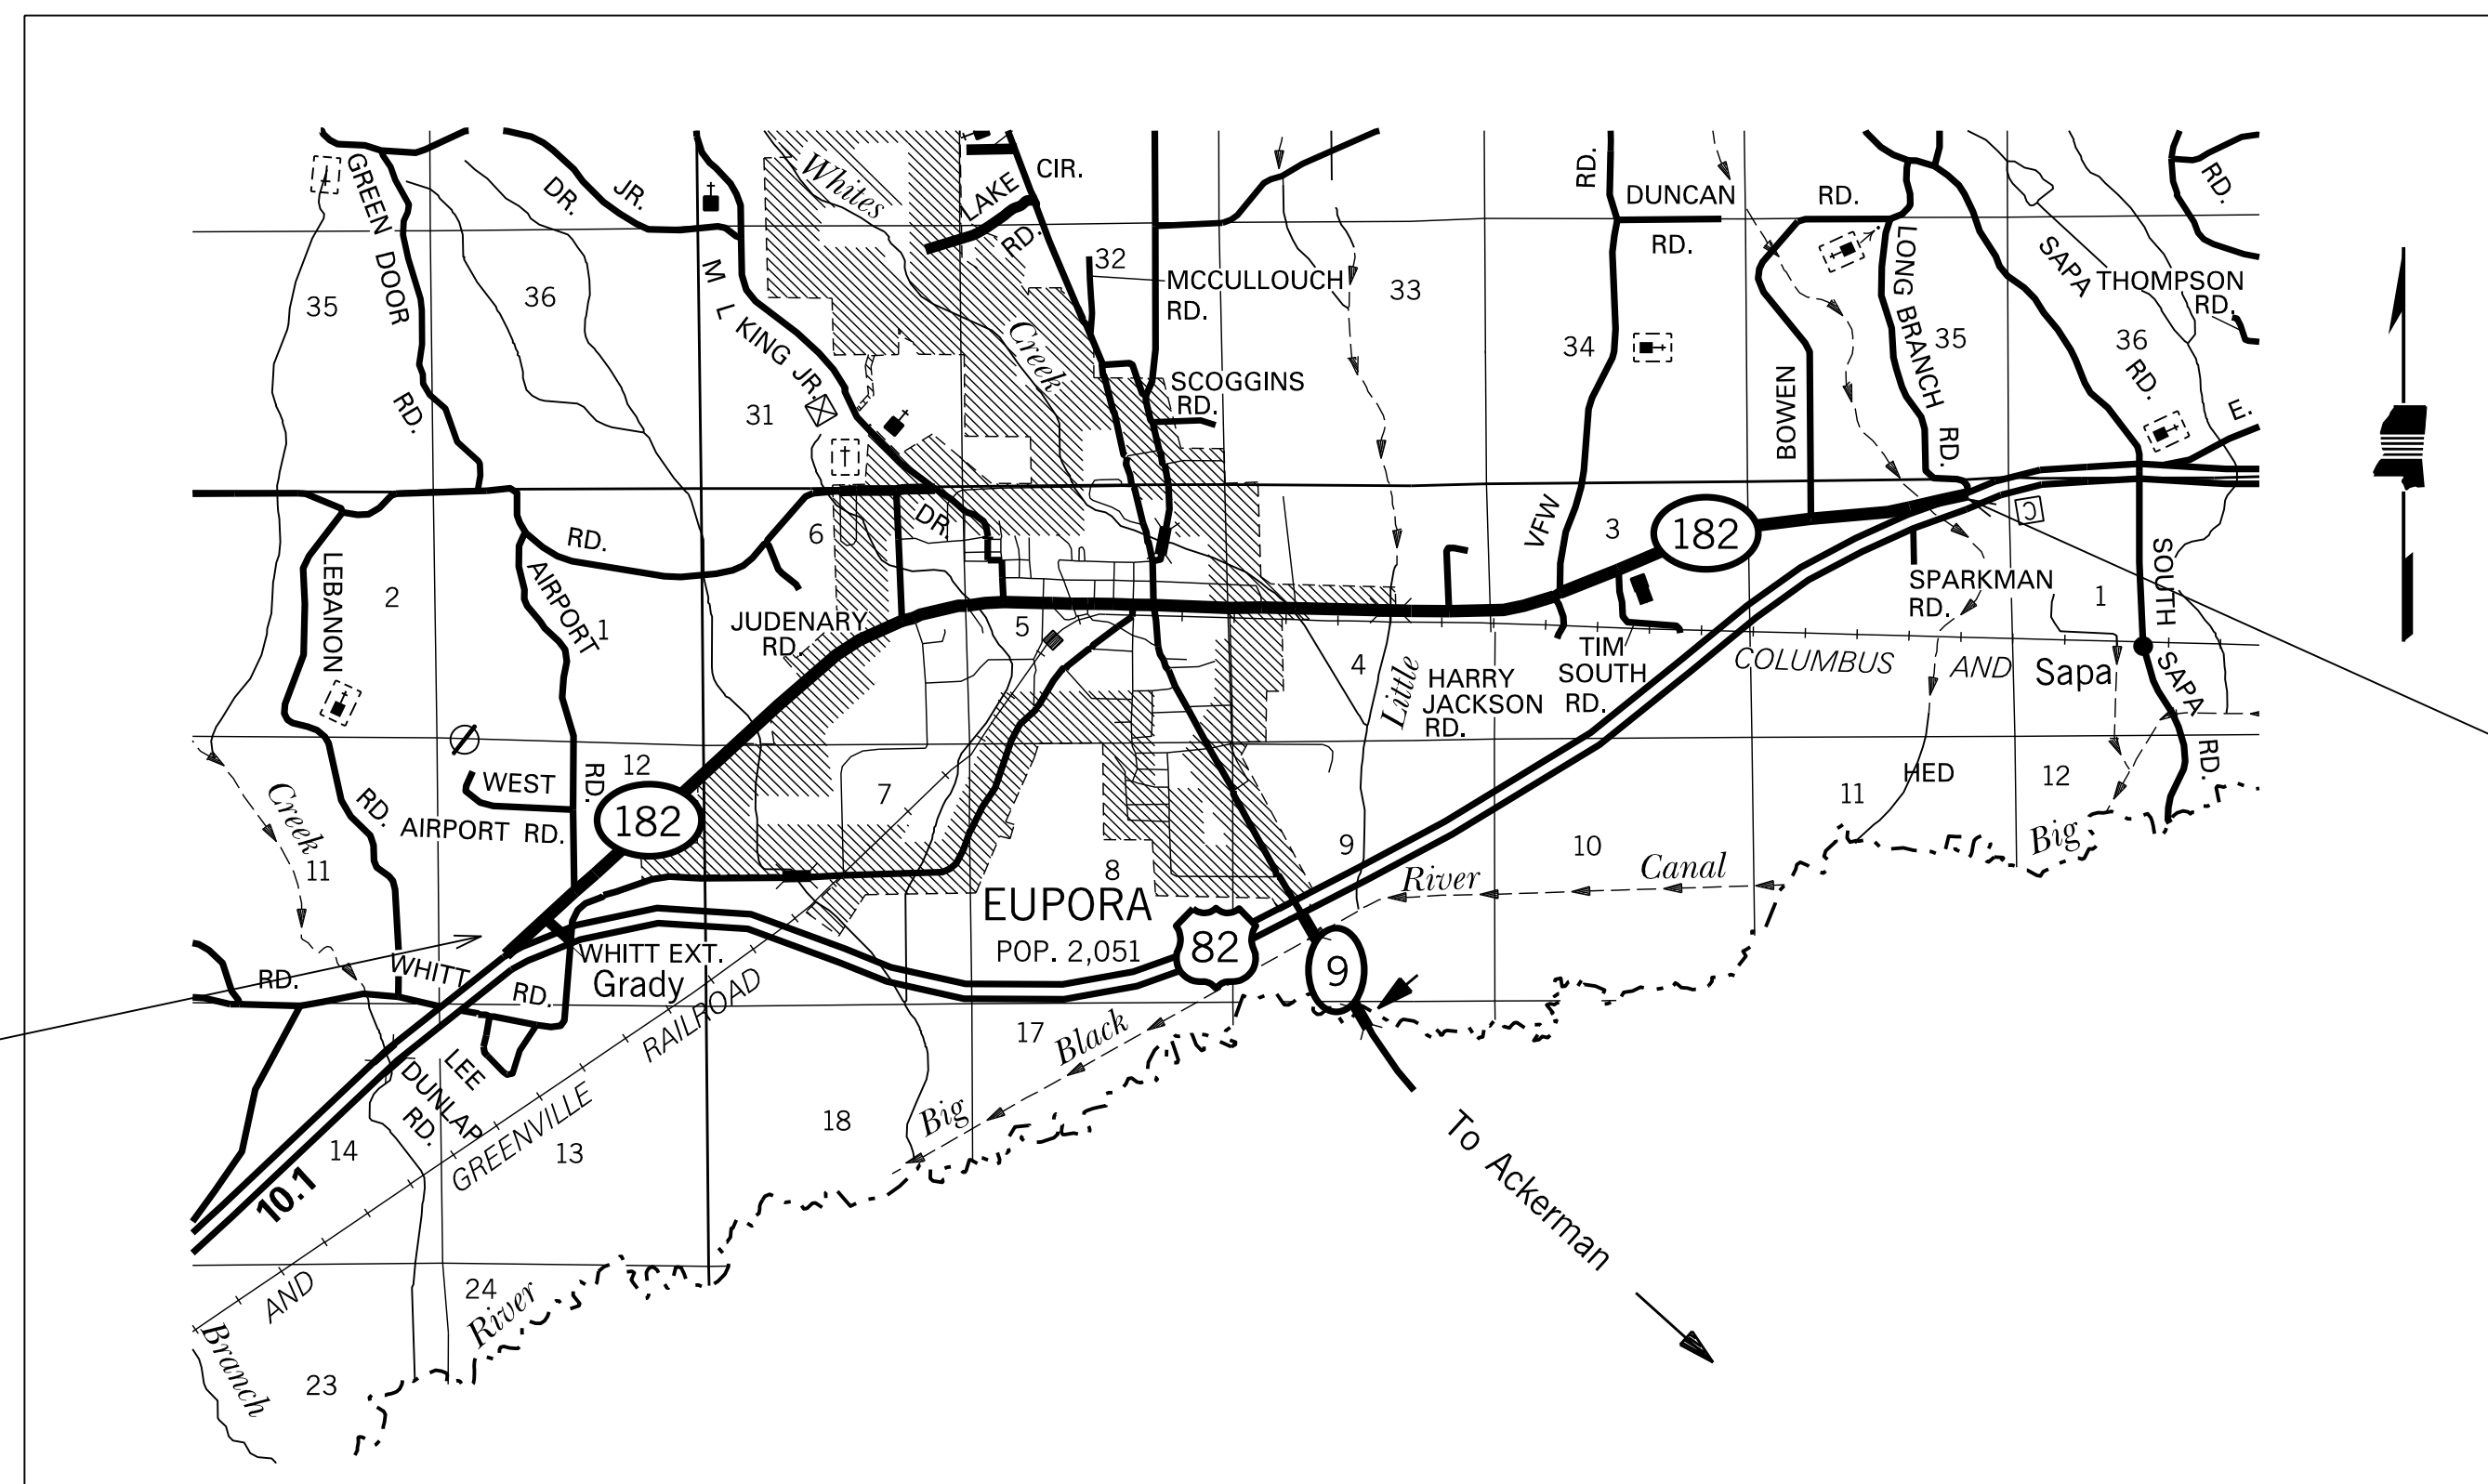 GREEN DOOR RD.
DR. JR.
Whites
Creek
LAKE
CIR.
RD.
32
MCCULLOUCH
RD.
33
RD.
DUNCAN
RD.
RD.
RD.
35
36
M L KING JR.
DR.
31
SCOGGINS
RD.
34
BOWEN
LONG BRANCH
RD.
35
SAPA
RD.
THOMPSON
RD.
36
E.
RD.
6
VFW
3
182
LEBANON
RD.
2
AIRPORT
RD.
1
JUDENARY
RD.
5
4
Little
HARRY
JACKSON
RD.
TIM
SOUTH
RD.
COLUMBUS AND
SPARKMAN
RD.
1
C
SOUTH
SAPA
RD.
Sapa
12
WEST
AIRPORT RD.
182
7
8
EUPORA
POP. 2,051
9
10
11
HED
12
Big
River
Canal
Creek
11
RD.
WHITT
RD.
WHITT EXT.
Grady
82
9
17
Black
Big
RAILROAD
GREENVILLE
AND
LEE
DUNLAP
RD.
14
13
18
10.1
To Ackerman
24
River
Branch
23